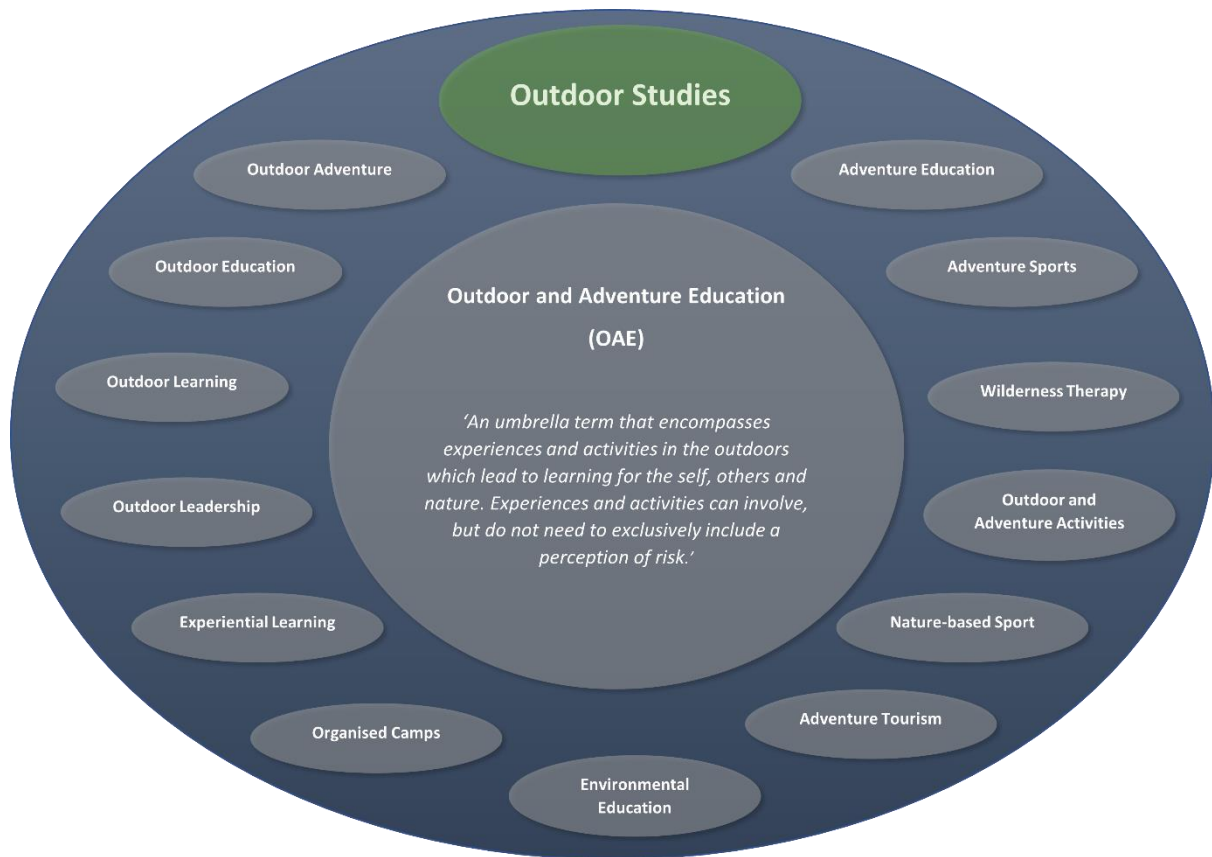 Outdoor Studies
Outdoor Adventure
Adventure Education
Outdoor Education
Adventure Sports
Outdoor and Adventure Education
(OAE)
Outdoor Learning
Wilderness Therapy
‘An umbrella term that encompasses
experiences and activities in the outdoors
which lead to learning for the self, others and
nature. Experiences and activities can involve,
but do not need to exclusively include a
perception of risk.’
Outdoor Leadership
Outdoor and
Adventure Activities
Experiential Learning
Nature-based Sport
Organised Camps
Adventure Tourism
Environmental
Education